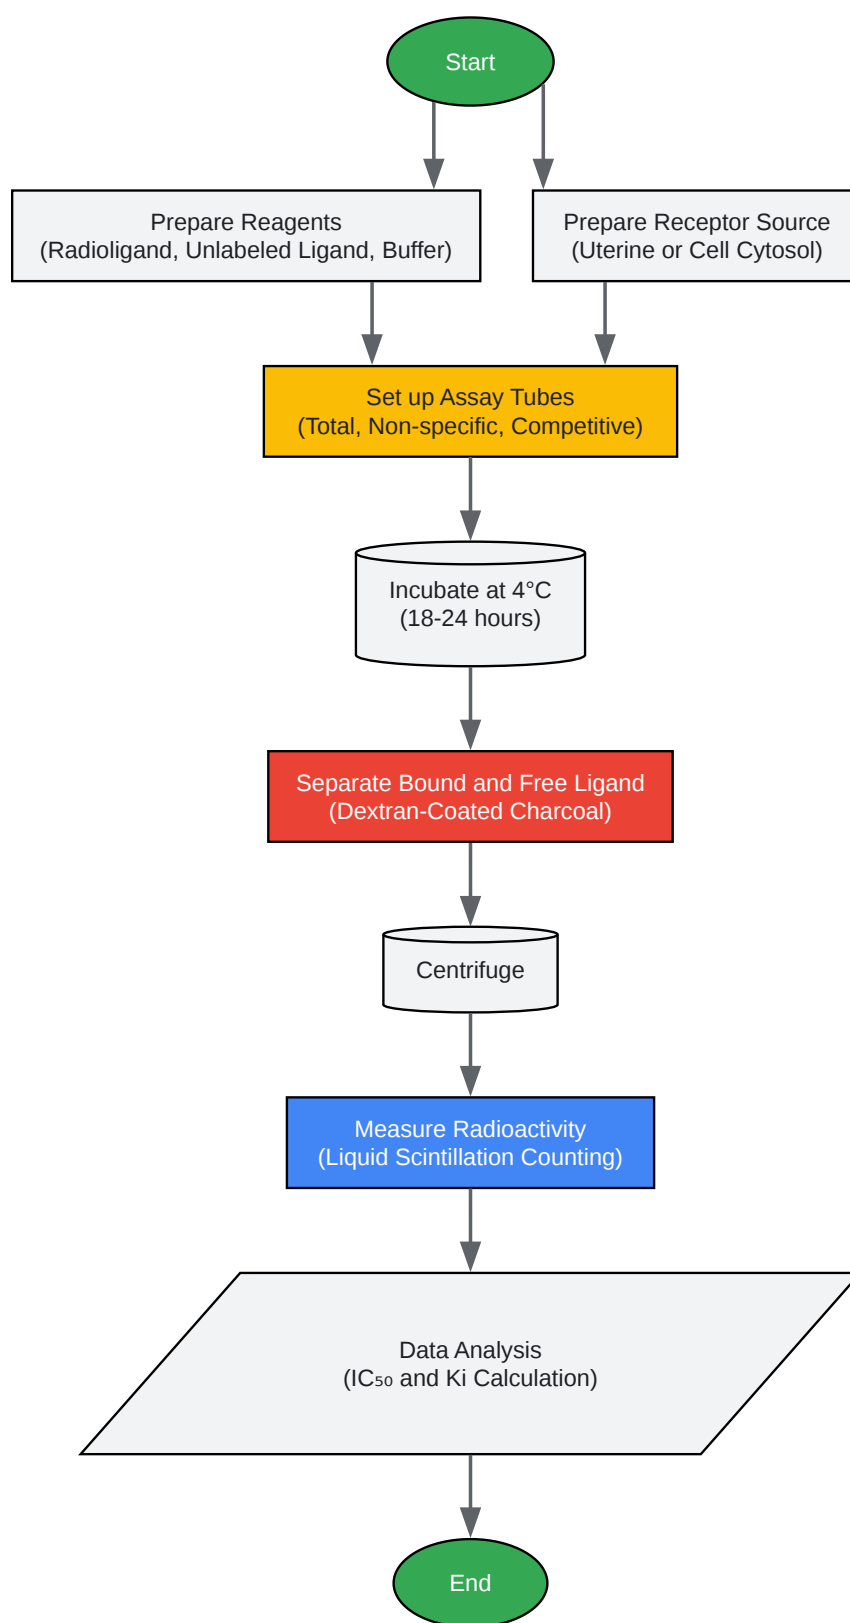 Start
Prepare Reagents
(Radioligand, Unlabeled Ligand, Buffer)
Prepare Receptor Source
(Uterine or Cell Cytosol)
Set up Assay Tubes
(Total, Non-specific, Competitive)
Incubate at 4°C
(18-24 hours)
Separate Bound and Free Ligand
(Dextran-Coated Charcoal)
Centrifuge
Measure Radioactivity
(Liquid Scintillation Counting)
Data Analysis
(IC₅₀ and Ki Calculation)
End